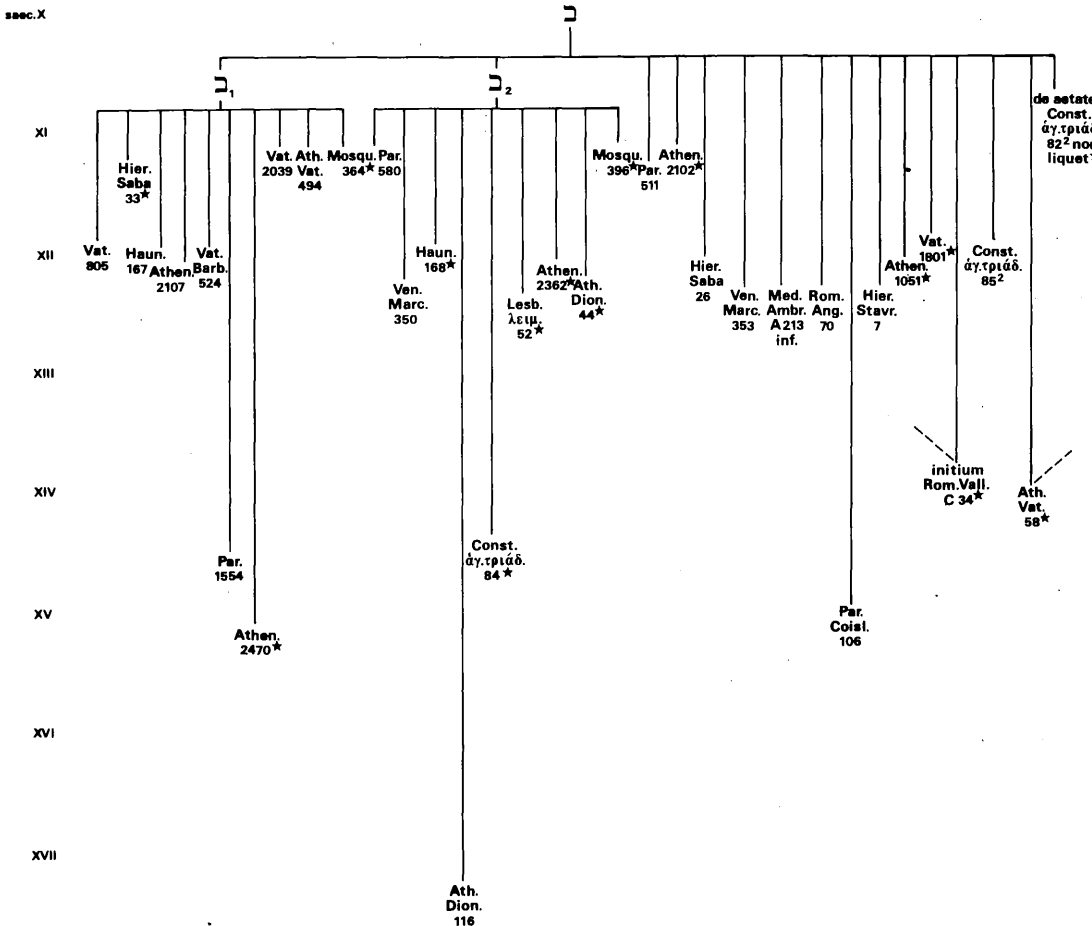 saec.X
ב
ב₁
ב₂
XI
Hier.
Saba
33★
Vat.
2039
Ath.
Vat.
494
Mosqu.
364★
Par.
580
Mosqu.
396★
Par.
511
Athen.
2102★
de aetate
Const.
ἁγ.τριάδ
82²
liquet
XII
Vat.
805
Haun.
167
Athen.
2107
Vat.
Barb.
524
Ven.
Marc.
350
Haun.
168★
Lesb.
λειμ.
52★
Athen.
2362★
Ath.
Dion.
44★
Hier.
Saba
26
Ven.
Marc.
353
Med.
Ambr.
A 213
inf.
Rom.
Ang.
70
Hier.
Stavr.
7
Athen.
1051★
Vat.
1801★
Const.
ἁγ.τριάδ.
85²
XIII
XIV
initium
Rom.Vall.
C 34★
Ath.
Vat.
58★
Par.
1554
Const.
ἁγ.τριάδ.
84★
XV
Athen.
2470★
Par.
Coisl.
106
XVI
XVII
Ath.
Dion.
116